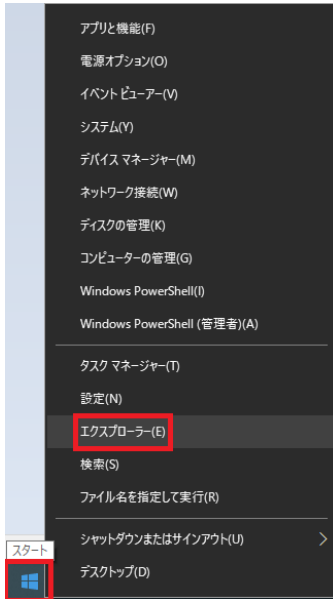 アプリと機能(F)
電源オプション(O)
イベント ビューアー(V)
システム(Y)
デバイス マネージャー(M)
ネットワーク接続(W)
ディスクの管理(K)
コンピューターの管理(G)
Windows PowerShell(I)
Windows PowerShell (管理者)(A)
タスク マネージャー(T)
設定(N)
エクスプローラー(E)
検索(S)
ファイル名を指定して実行(R)
シャットダウンまたはサインアウト(U)
スタート
デスクトップ(D)